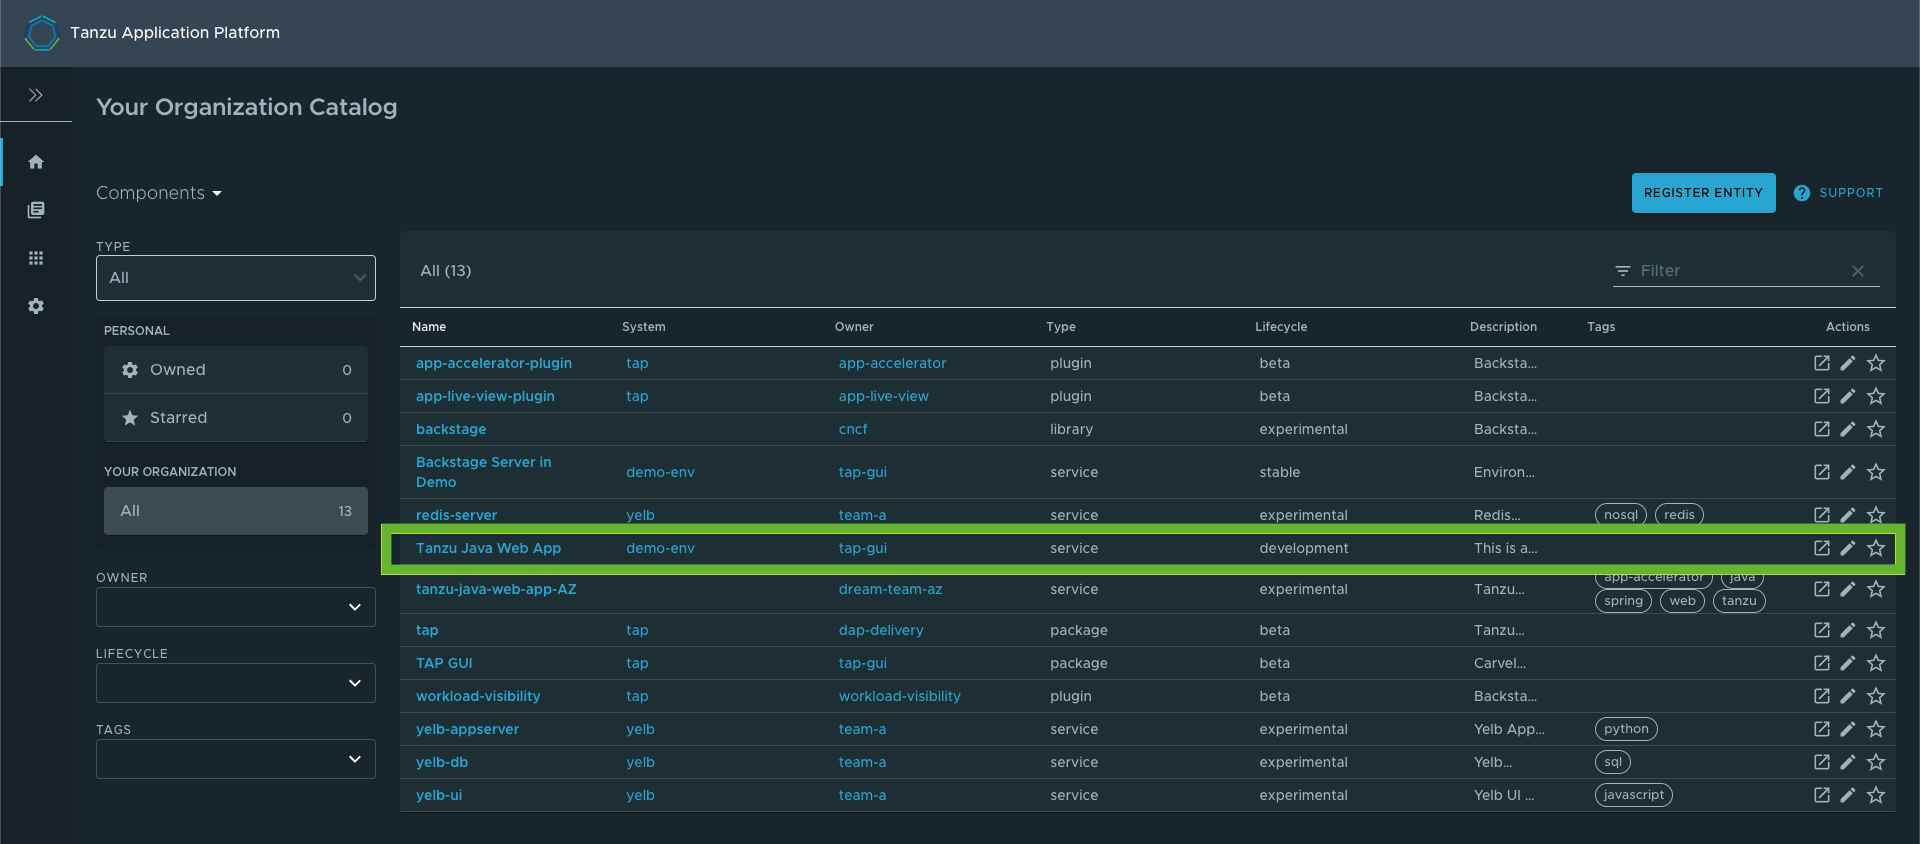 Tanzu Application Platform
Your Organization Catalog
Components
REGISTER ENTITY
SUPPORT
TYPE
All
PERSONAL
Owned 0
Starred 0
YOUR ORGANIZATION
All 13
OWNER
LIFECYCLE
TAGS
All (13)
Filter
Name System Owner Type Lifecycle Description Tags Actions
app-accelerator-plugin tap app-accelerator plugin beta Backsta...
app-live-view-plugin tap app-live-view plugin beta Backsta...
backstage cncf library experimental Backsta...
Backstage Server in
Demo demo-env tap-gui service stable Environ...
redis-server yelb team-a service experimental Redis... nosql redis
Tanzu Java Web App demo-env tap-gui service development This is a...
tanzu-java-web-app-AZ dream-team-az service experimental Tanzu... app-accelerator java
spring web tanzu
tap tap dap-delivery package beta Tanzu...
TAP GUI tap tap-gui package beta Carvel...
workload-visibility tap workload-visibility plugin beta Backsta...
yelb-appserver yelb team-a service experimental Yelb App... python
yelb-db yelb team-a service experimental Yelb... sql
yelb-ui yelb team-a service experimental Yelb UI ... javascript